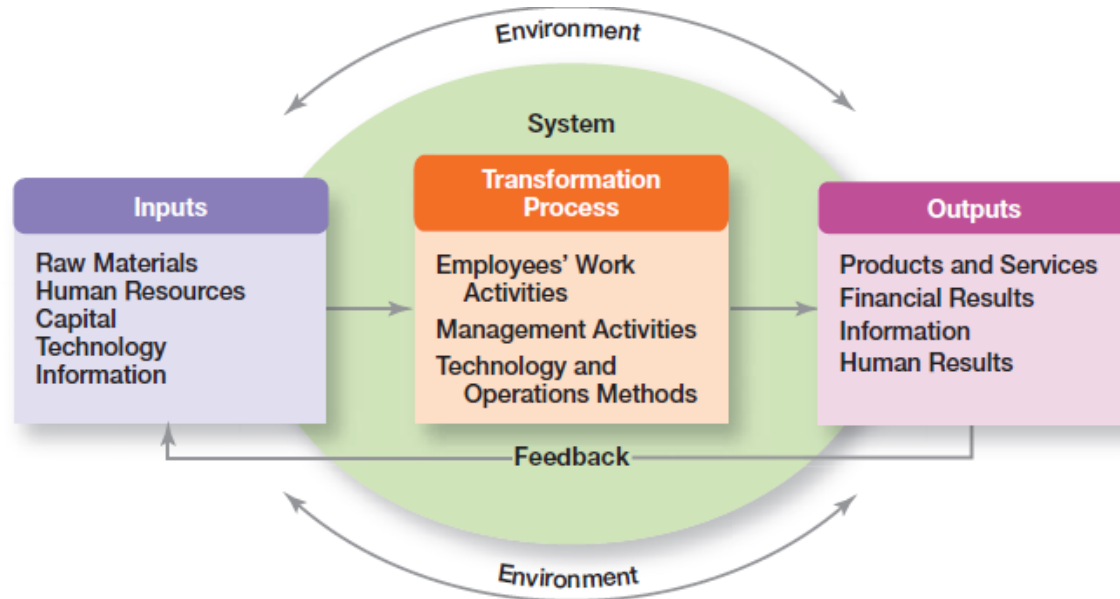 Environment
System
Inputs
Raw Materials
Human Resources
Capital
Technology
Information
Transformation
Process
Employees' Work
Activities
Management Activities
Technology and
Operations Methods
Outputs
Products and Services
Financial Results
Information
Human Results
Feedback
Environment